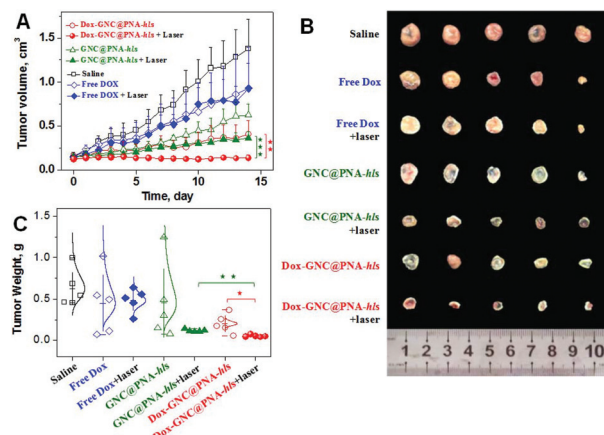 A
Dox-GNC@PNA-hls
Dox-GNC@PNA-hls + Laser
GNC@PNA-hls
GNC@PNA-hls + Laser
Saline
Free DOX
Free DOX + Laser
Tumor volume, cm3
1.5
1.0
0.5
0.0
0 5 10 15
Time, day
***
**
B
Saline
Free Dox
Free Dox
+laser
GNC@PNA-hls
GNC@PNA-hls
+laser
Dox-GNC@PNA-hls
Dox-GNC@PNA-hls
+laser
1 2 3 4 5 6 7 8 9 10
C
Tumor Weight, g
1.5
1.0
0.5
0.0
**
*
Saline
Free Dox
Free Dox+laser
GNC@PNA-hls
GNC@PNA-hls+laser
Dox-GNC@PNA-hls
Dox-GNC@PNA-hls+laser